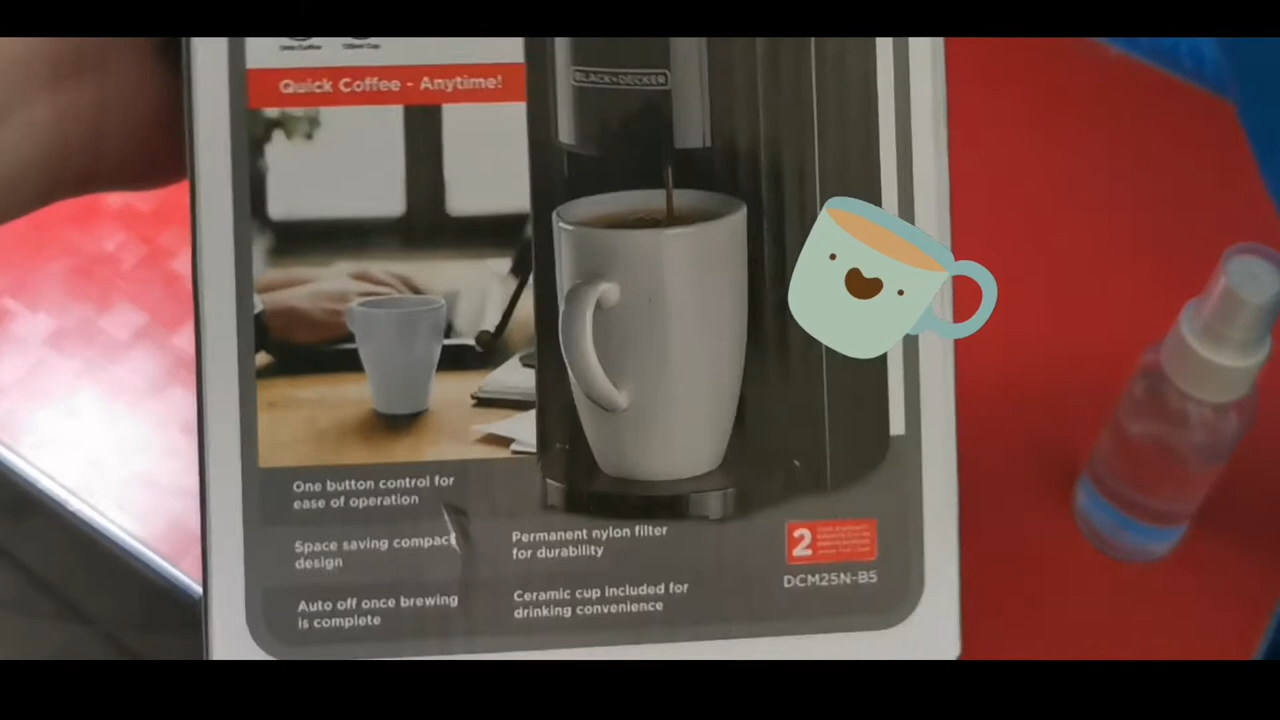 Quick Coffee - Anytime!
BLACK+DECKER
One button control for
ease of operation
Space saving compact
design
Auto off once brewing
is complete
Permanent nylon filter
for durability
Ceramic cup included for
drinking convenience
2
DCM25N-B5